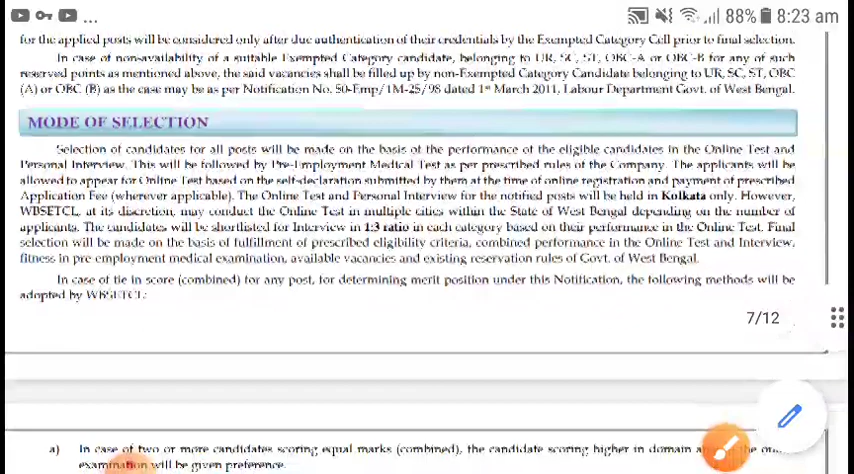 ... 88% 8:23 am
for the applied posts will be considered only after due authentication of their credentials by the Exempted Category Cell prior to final selection.
In case of non-availability of a suitable Exempted Category candidate, belonging to UR, SC, ST, OBC-A or OBC-B for any of such
reserved points as mentioned above, the said vacancies shall be filled up by non-Exempted Category Candidate belonging to UR, SC, ST, OBC
(A) or OBC (B) as the case may be as per Notification No. 50-Emp/1M-25/98 dated 1st March 2011, Labour Department Govt. of West Bengal.
MODE OF SELECTION
Selection of candidates for all posts will be made on the basis of the performance of the eligible candidates in the Online Test and
Personal Interview. This will be followed by Pre-Employment Medical Test as per prescribed rules of the Company. The applicants will be
allowed to appear for Online Test based on the self-declaration submitted by them at the time of online registration and payment of prescribed
Application Fee (wherever applicable). The Online Test and Personal Interview for the notified posts will be held in Kolkata only. However,
WBSETCL, at its discretion, may conduct the Online Test in multiple cities within the State of West Bengal depending on the number of
applicants. The candidates will be shortlisted for Interview in 1:3 ratio in each category based on their performance in the Online Test. Final
selection will be made on the basis of fulfillment of prescribed eligibility criteria, combined performance in the Online Test and Interview,
fitness in pre employment medical examination, available vacancies and existing reservation rules of Govt. of West Bengal.
In case of tie in score (combined) for any post, for determining merit position under this Notification, the following methods will be
adopted by WBSETCL:
7/12
a) In case of two or more candidates scoring equal marks (combined), the candidate scoring higher in domain the
examination will be given preference.